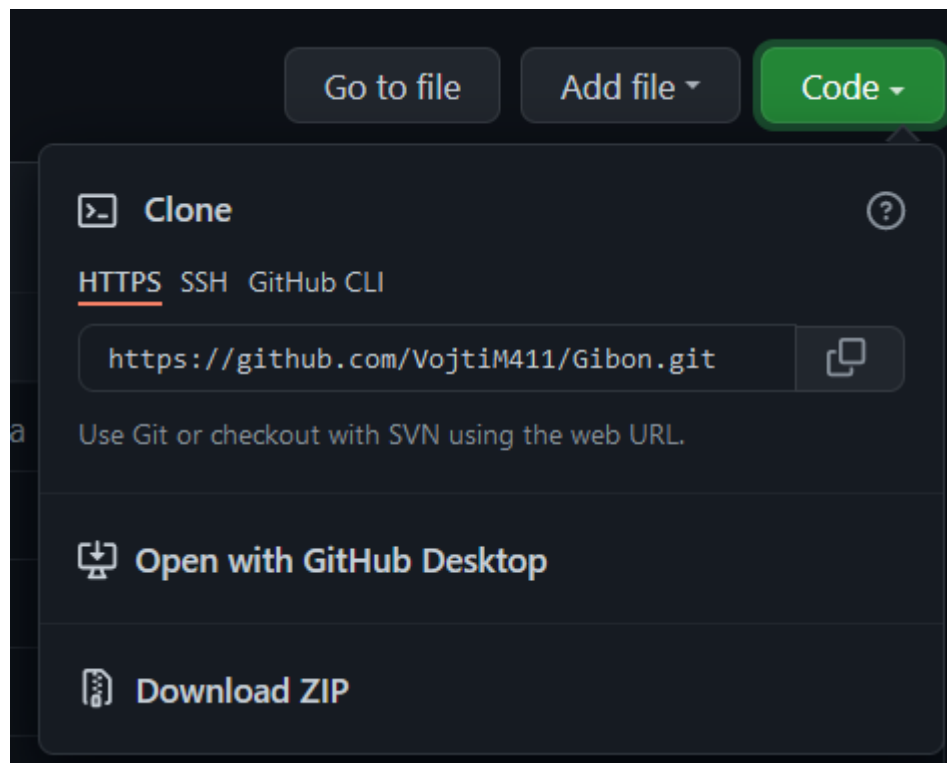 Go to file Add file Code
Clone
HTTPS SSH GitHub CLI
https://github.com/VojtiM411/Gibon.git
a
Use Git or checkout with SVN using the web URL.
Open with GitHub Desktop
Download ZIP